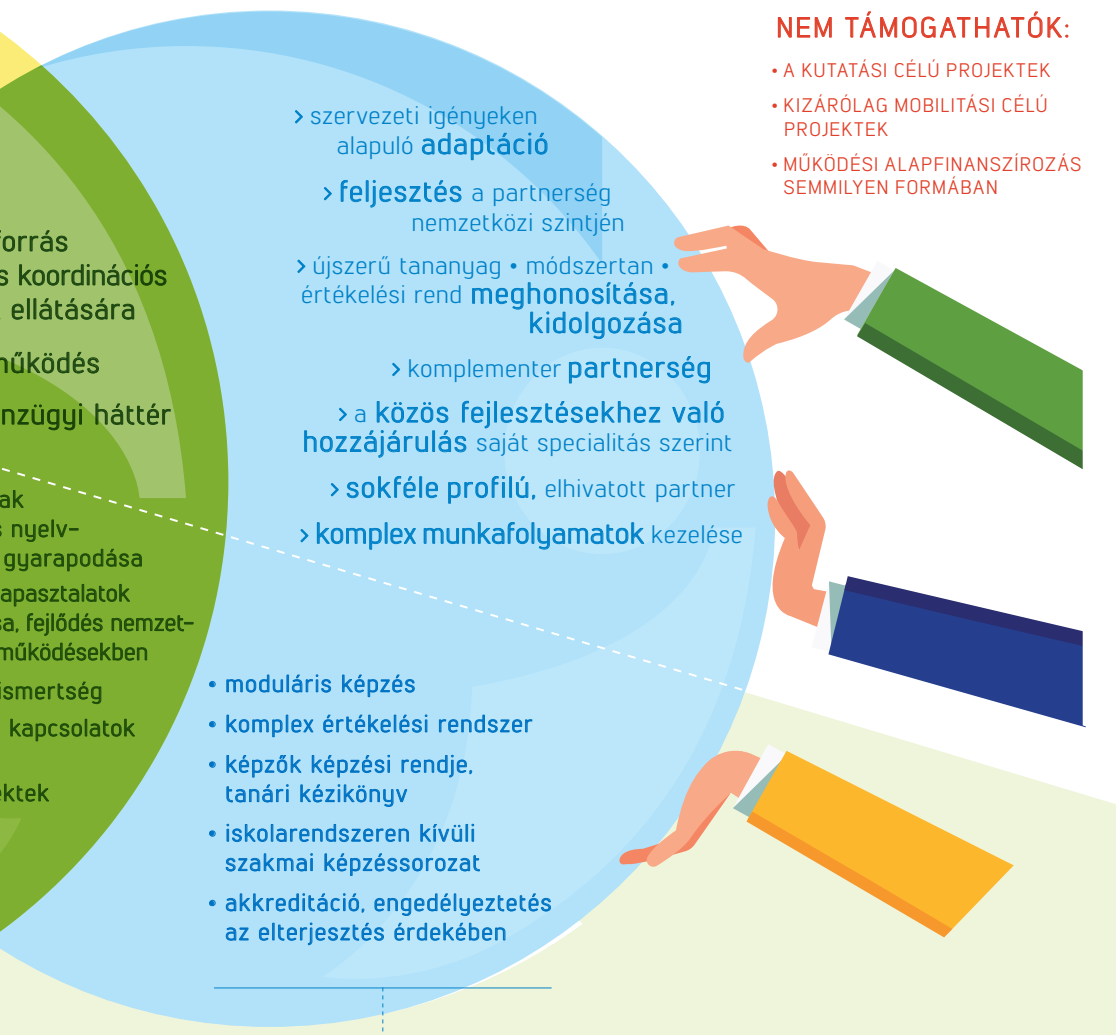 NEM TÁMOGATHATÓK:
• A KUTATÁSI CÉLÚ PROJEKTEK
• KIZÁRÓLAG MOBILITÁSI CÉLÚ
PROJEKTEK
• MŰKÖDÉSI ALAPFINANSZÍROZÁS
SEMMILYEN FORMÁBAN
> szervezeti igényeken
alapuló adaptáció
> feljesztés a partnerség
nemzetközi szintjén
> újszerű tananyag • módszertan •
értékelési rend meghonosítása,
kidolgozása
> komplementer partnerség
> a közös fejlesztésekhez való
hozzájárulás saját specialitás szerint
> sokféle profilú, elhivatott partner
> komplex munkafolyamatok kezelése
forrás
s koordinációs
ellátására
működés
nzügyi háttér
ak
s nyelv-
gyarapodása
apasztalatok
sa, fejlődés nemzet-
működésekben
ismertség
kapcsolatok
ektek
• moduláris képzés
• komplex értékelési rendszer
• képzők képzési rendje,
tanári kézikönyv
• iskolarendszeren kívüli
szakmai képzéssorozat
• akkreditáció, engedélyeztetés
az elterjesztés érdekében